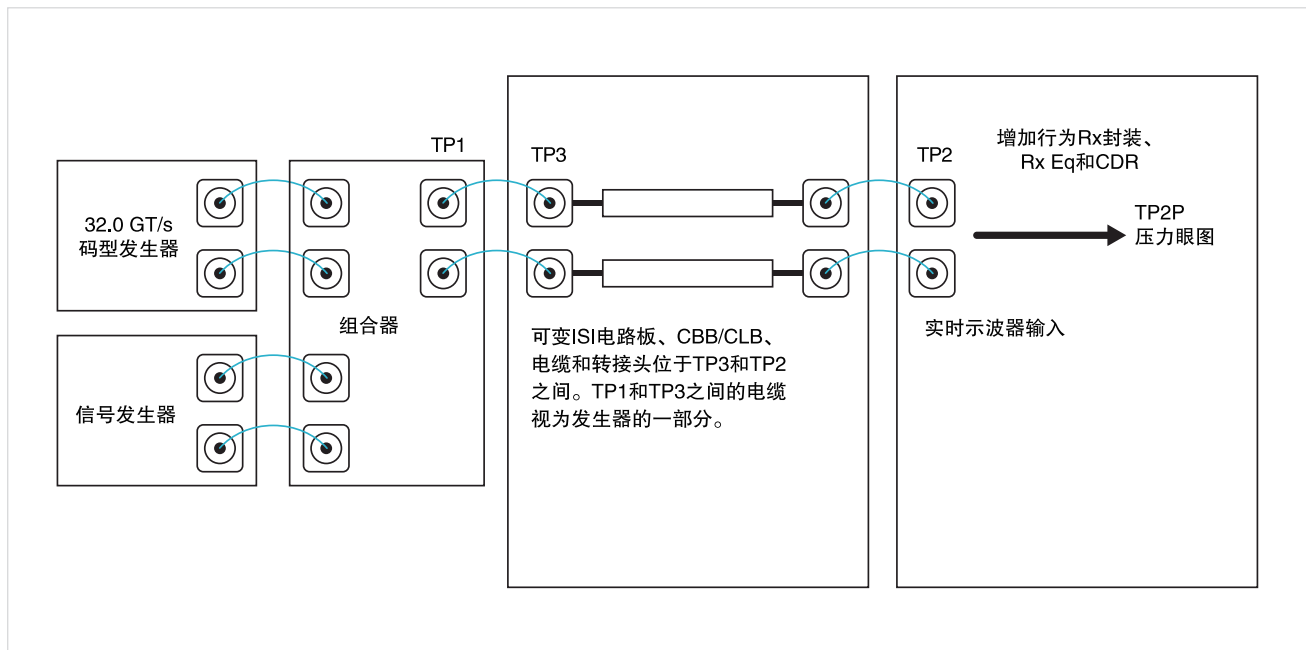 32.0 GT/s
码型发生器
信号发生器
TP1
组合器
TP3
可变ISI电路板、CBB/CLB、
电缆和转接头位于TP3和TP2
之间。TP1和TP3之间的电缆
视为发生器的一部分。
TP2
增加行为Rx封装、
Rx Eq和CDR
TP2P
压力眼图
实时示波器输入